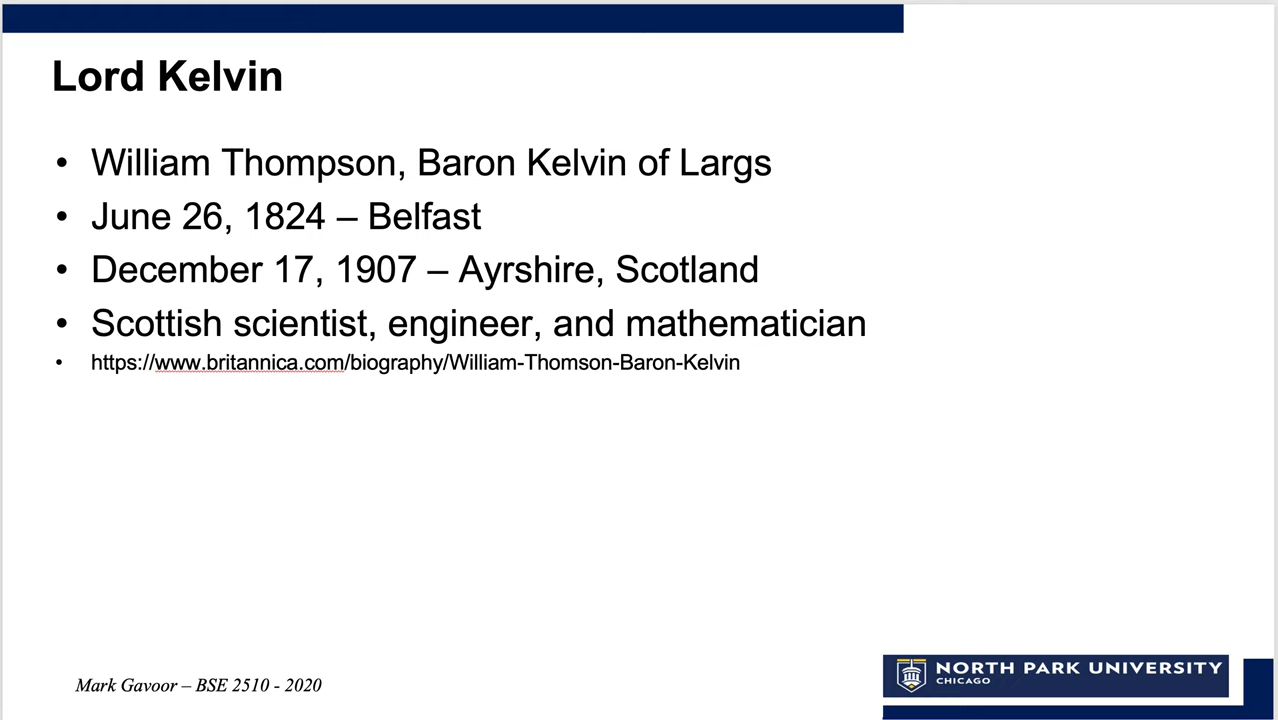 Lord Kelvin
• William Thompson, Baron Kelvin of Largs
• June 26, 1824 – Belfast
• December 17, 1907 – Ayrshire, Scotland
• Scottish scientist, engineer, and mathematician
• https://www.britannica.com/biography/William-Thomson-Baron-Kelvin
Mark Gavoor – BSE 2510 - 2020
NORTH PARK UNIVERSITY
CHICAGO